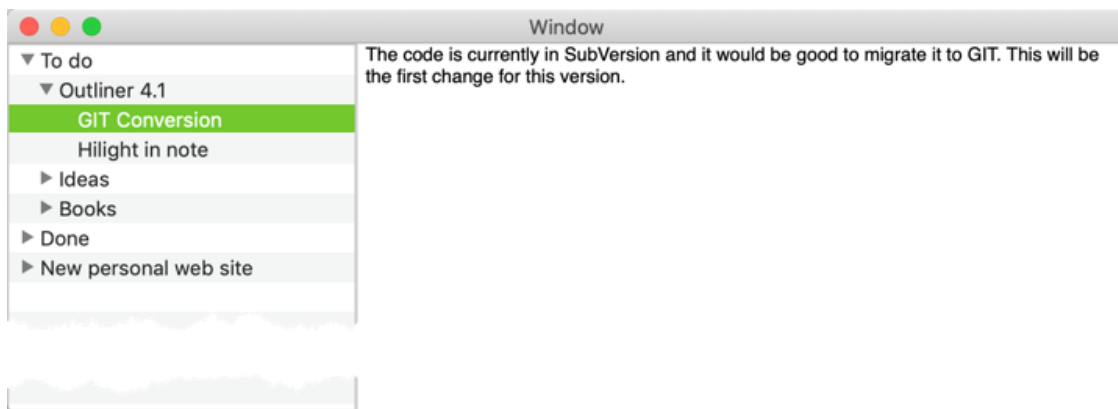 Window
To do
Outliner 4.1
GIT Conversion
Hilight in note
Ideas
Books
Done
New personal web site
The code is currently in SubVersion and it would be good to migrate it to GIT. This will be
the first change for this version.